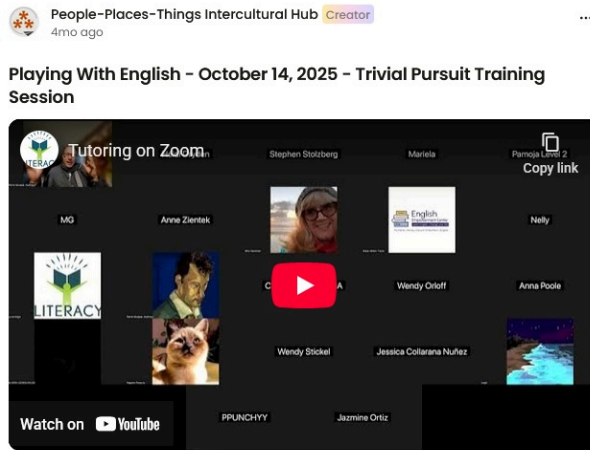 People-Places-Things Intercultural Hub Creator
4mo ago
Playing With English - October 14, 2025 - Trivial Pursuit Training
Session
Tutoring on Zoom
Copy link
Stephen Stolzberg
Mariela
Pamoja Level 2
MG
Anne Zientek
English
Nelly
LITERACY
Wendy Orloff
Anna Poole
Wendy Stickel
Jessica Collarana Nuñez
PPUNCHYY
Jazmine Ortiz
Watch on YouTube